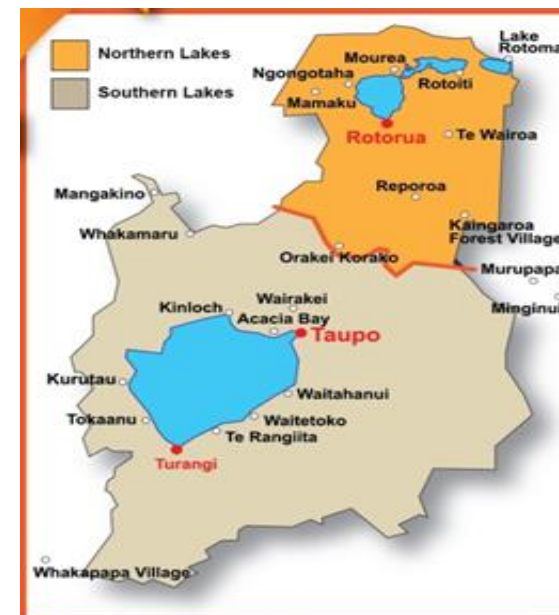 Northern Lakes
Southern Lakes
Lake
Rotoma
Mourea
Ngongotaha
Rotoiti
Mamaku
Rotorua
Te Wairoa
Reporoa
Mangakino
Kaingaroa
Forest Village
Whakamaru
Orakei Korako
Murupapa
Minginui
Wairakei
Kinloch
Acacia Bay
Taupo
Kurutau
Waitahanui
Tokaanu
Waitetoko
Te Rangiita
Turangi
Whakapapa Village